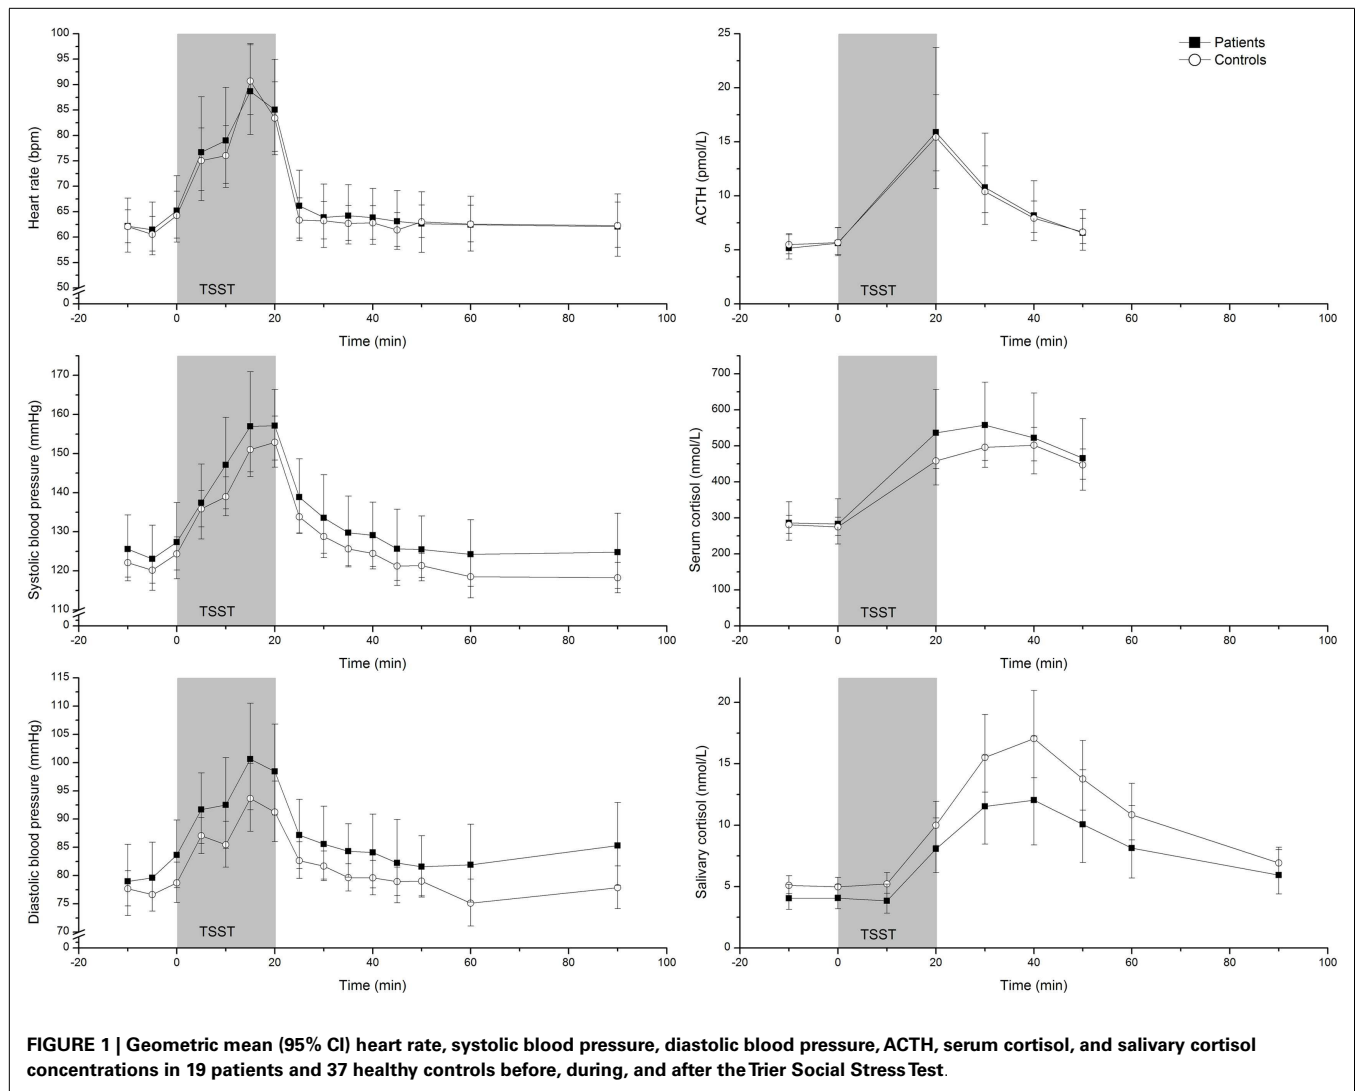 100
95
90
85
80
75
70
65
60
55
50
0
Heart rate (bpm)
TSST
-20 0 20 40 60 80 100
Time (min)
25
20
15
10
5
0
ACTH (pmol/L)
TSST
Patients
Controls
-20 0 20 40 60 80 100
Time (min)
170
160
150
140
130
120
110
0
Systolic blood pressure (mmHg)
TSST
-20 0 20 40 60 80 100
Time (min)
700
600
500
400
300
200
100
0
Serum cortisol (nmol/L)
TSST
-20 0 20 40 60 80 100
Time (min)
115
110
105
100
95
90
85
80
75
70
0
Diastolic blood pressure (mmHg)
TSST
-20 0 20 40 60 80 100
Time (min)
20
15
10
5
0
Salivary cortisol (nmol/L)
TSST
-20 0 20 40 60 80 100
Time (min)
FIGURE 1 | Geometric mean (95% CI) heart rate, systolic blood pressure, diastolic blood pressure, ACTH, serum cortisol, and salivary cortisol
concentrations in 19 patients and 37 healthy controls before, during, and after the Trier Social Stress Test.